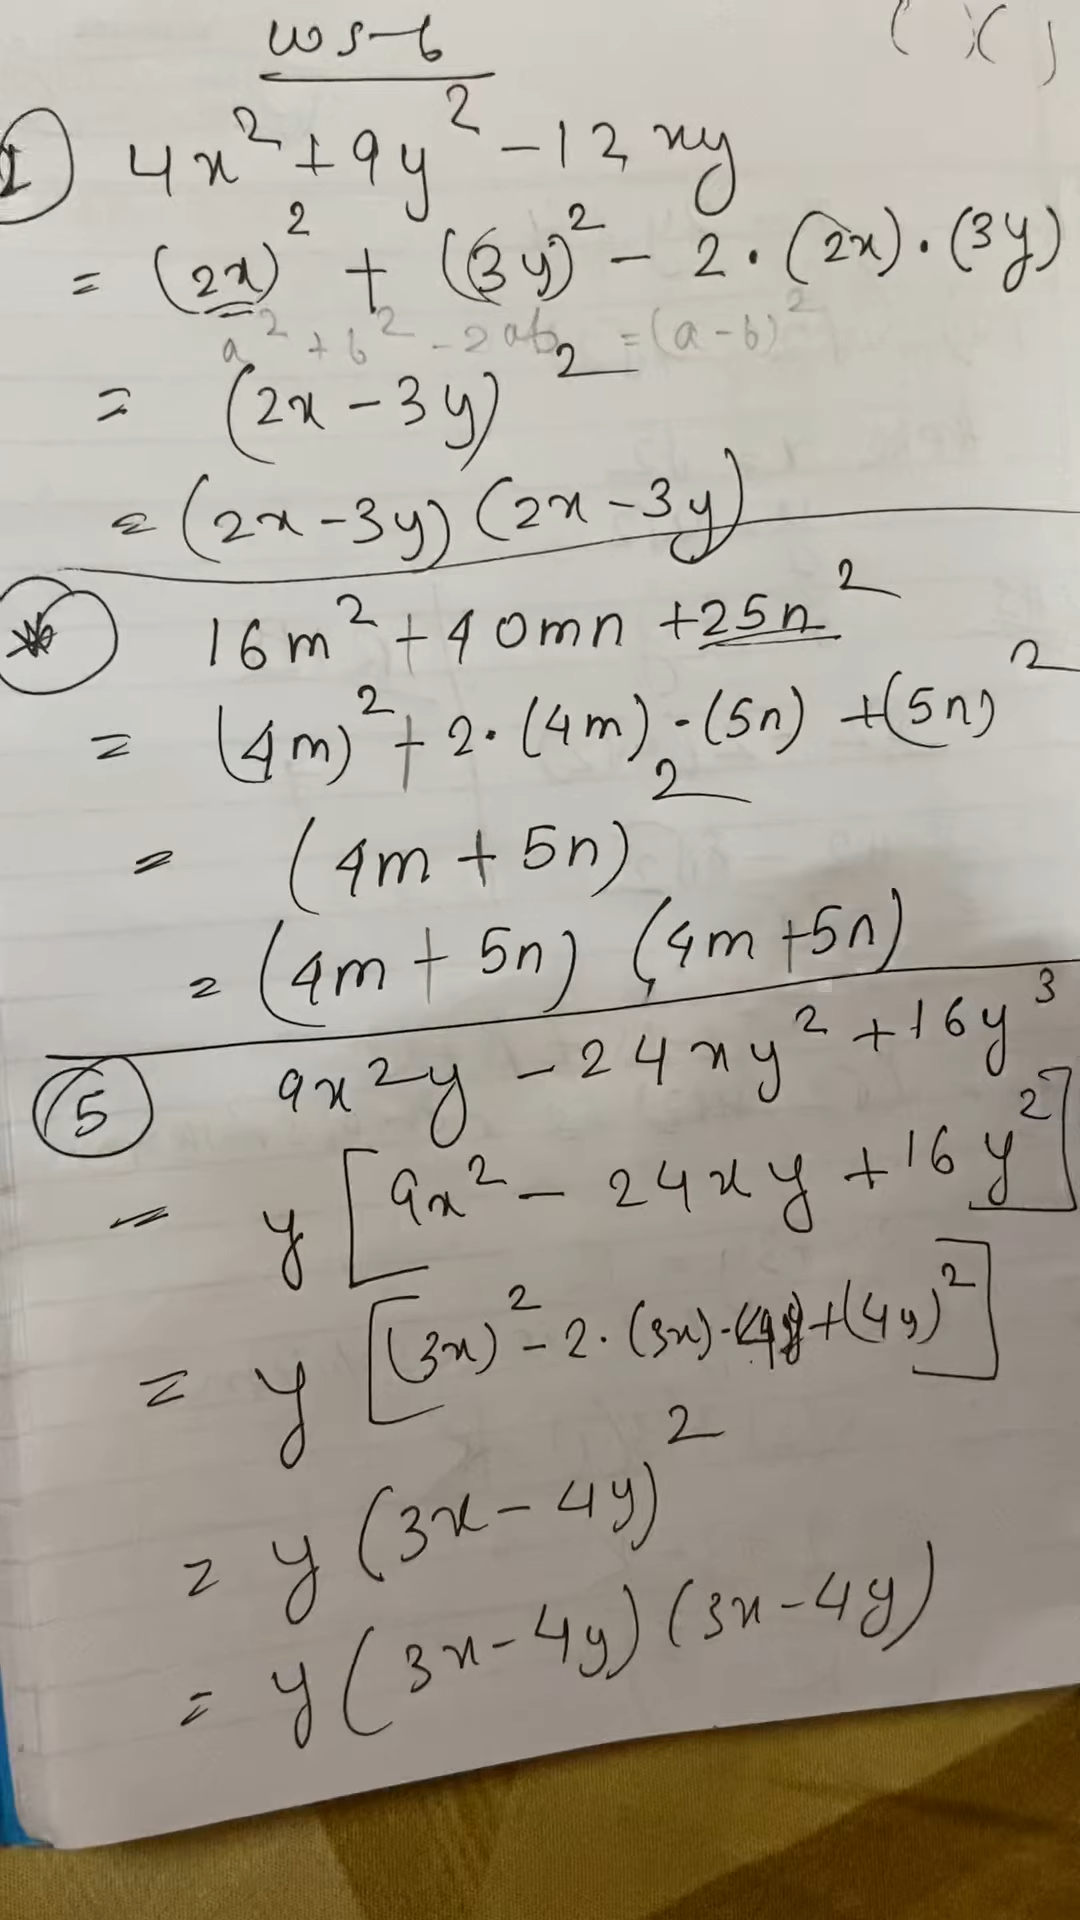 WS-6
( )( )
1) 4x² + 9y² - 12xy
= (2x)² + (3y)² - 2 · (2x) · (3y)
a² + b² - 2ab = (a - b)²
= (2x - 3y)²
= (2x - 3y) (2x - 3y)
* 16m² + 40mn + 25n²
= (4m)² + 2 · (4m) · (5n) + (5n)²
= (4m + 5n)²
= (4m + 5n) (4m + 5n)
5) 9x²y - 24xy² + 16y³
= y [9x² - 24xy + 16y²]
= y [(3x)² - 2 · (3x) · (4y) + (4y)²]
= y (3x - 4y)²
= y (3x - 4y) (3x - 4y)